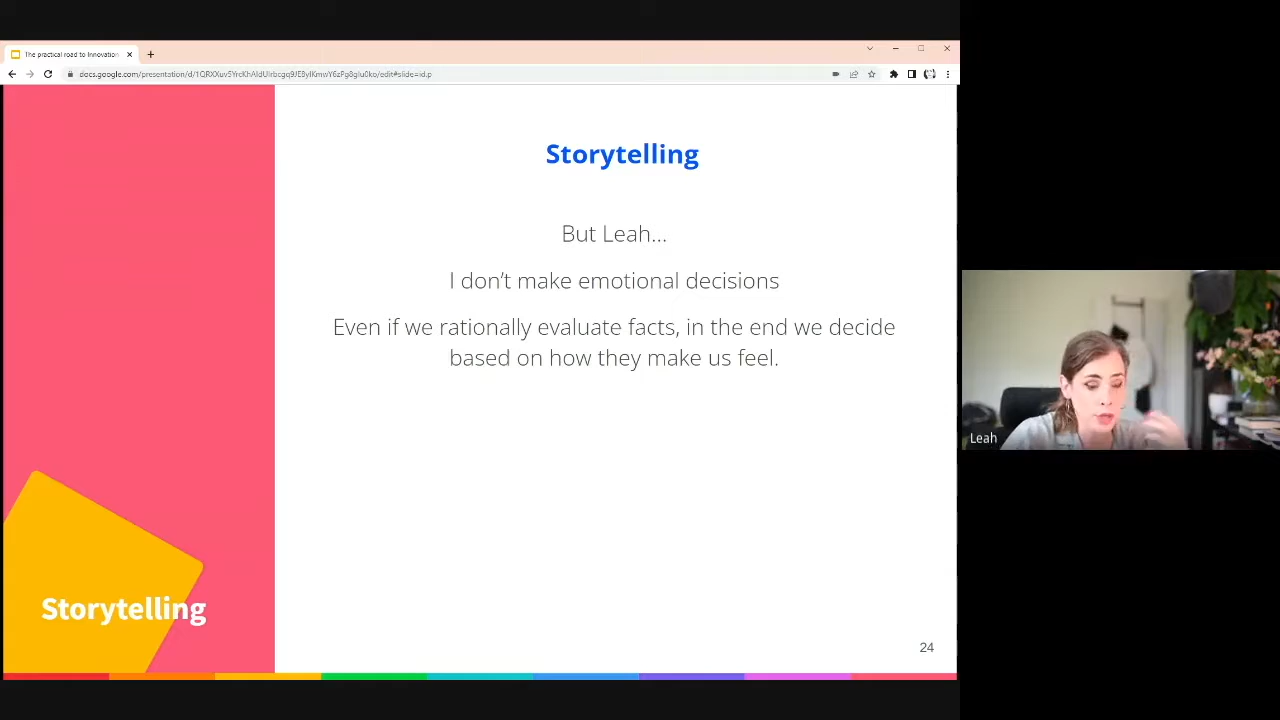 The practical road to Innovation
Storytelling
But Leah...
I don't make emotional decisions
Even if we rationally evaluate facts, in the end we decide
based on how they make us feel.
Leah
Storytelling
24